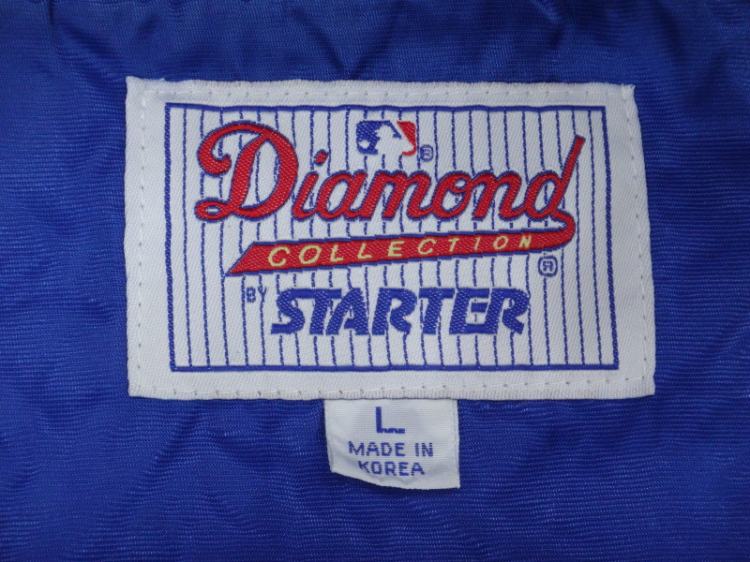 Diamond ®
COLLECTION ®
BY STARTER
L
MADE IN
KOREA